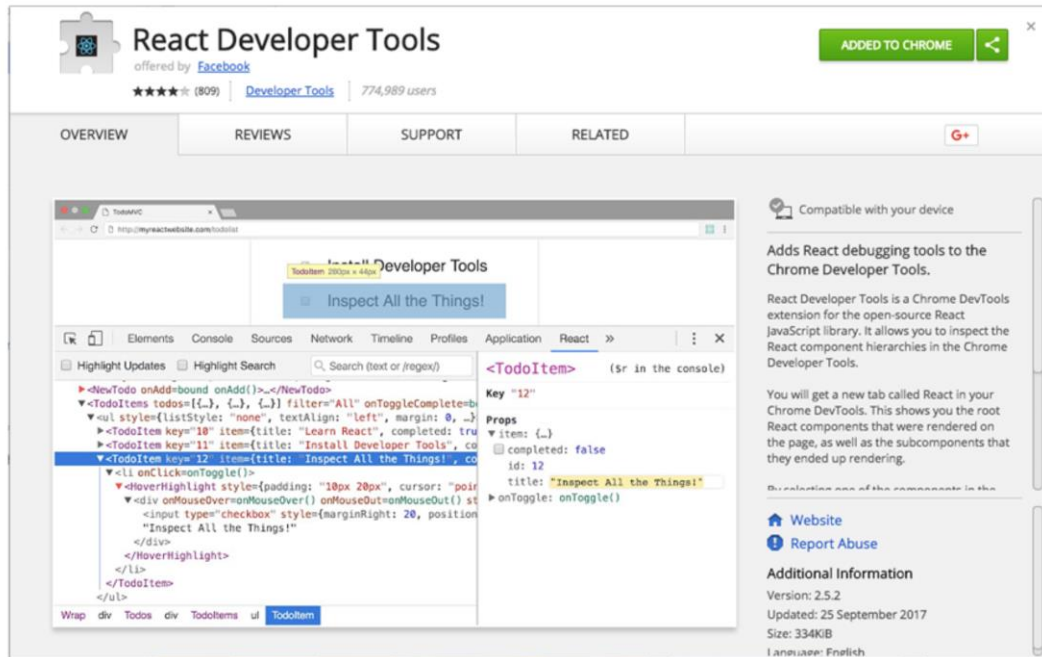 React Developer Tools
offered by Facebook
(809) Developer Tools 774,989 users
ADDED TO CHROME
OVERVIEW REVIEWS SUPPORT RELATED G+
TodoMVC
http://myreactwebsite.com/todolist
Install Developer Tools
TodoItem 280px × 44px
Inspect All the Things!
Elements Console Sources Network Timeline Profiles Application React »
Highlight Updates Highlight Search Search (text or /regex/)
<NewTodo onAdd=bound onAdd()>…</NewTodo>
<TodoItems todos=[{…}, {…}, {…}] filter="All" onToggleComplete=b
<ul style={listStyle: "none", textAlign: "left", margin: 0, …}
<TodoItem key="10" item={title: "Learn React", completed: tru
<TodoItem key="11" item={title: "Install Developer Tools", co
<TodoItem key="12" item={title: "Inspect All the Things!", co
<li onClick=onToggle()>
<HoverHighlight style={padding: "10px 20px", cursor: "poin
<div onMouseOver=onMouseOver() onMouseOut=onMouseOut() st
<input type="checkbox" style={marginRight: 20, position
"Inspect All the Things!"
</div>
</HoverHighlight>
</li>
</TodoItem>
</ul>
Wrap div Todos div TodoItems ul TodoItem
<TodoItem> ($r in the console)
Key "12"
Props
item: {…}
completed: false
id: 12
title: "Inspect All the Things!"
onToggle: onToggle()
Compatible with your device
Adds React debugging tools to the
Chrome Developer Tools.
React Developer Tools is a Chrome DevTools
extension for the open-source React
JavaScript library. It allows you to inspect the
React component hierarchies in the Chrome
Developer Tools.
You will get a new tab called React in your
Chrome DevTools. This shows you the root
React components that were rendered on
the page, as well as the subcomponents that
they ended up rendering.
By selecting one of the components in the
Website
Report Abuse
Additional Information
Version: 2.5.2
Updated: 25 September 2017
Size: 334KiB
Language: English